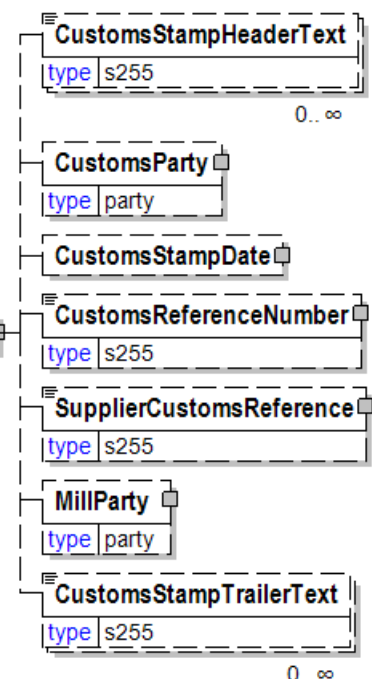 CustomsStampHeaderText
type s255
0.. ∞
CustomsParty
type party
CustomsStampDate
CustomsReferenceNumber
type s255
SupplierCustomsReference
type s255
MillParty
type party
CustomsStampTrailerText
type s255
0.. ∞